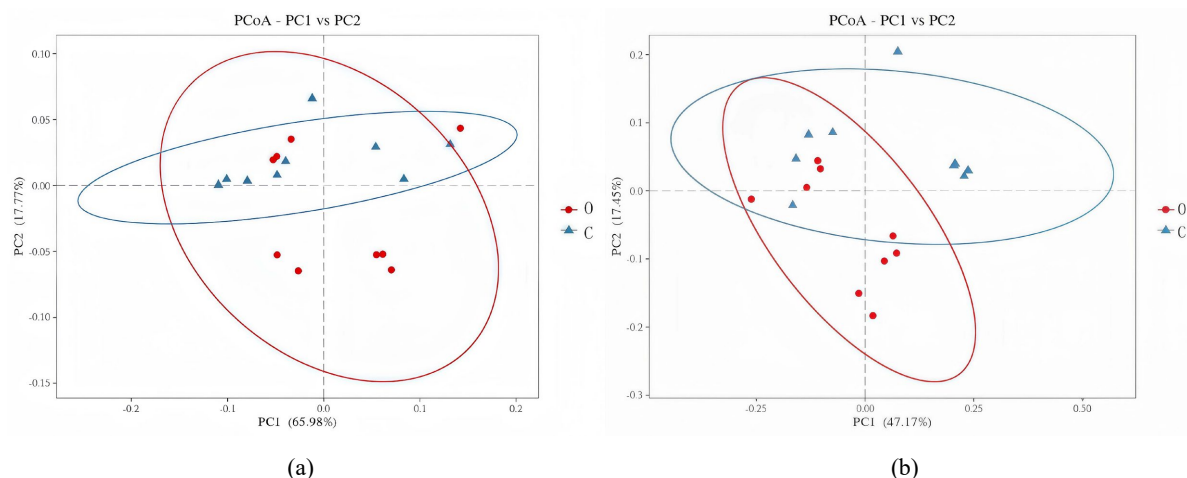 PCoA - PC1 vs PC2
0.10
0.05
0.00
-0.05
-0.10
-0.15
PC2 (17.77%)
-0.2
-0.1
0.0
0.1
0.2
PC1 (65.98%)
O
C
(a)
PCoA - PC1 vs PC2
0.2
0.1
0.0
-0.1
-0.2
-0.3
PC2 (17.45%)
-0.25
0.00
0.25
0.50
PC1 (47.17%)
O
C
(b)